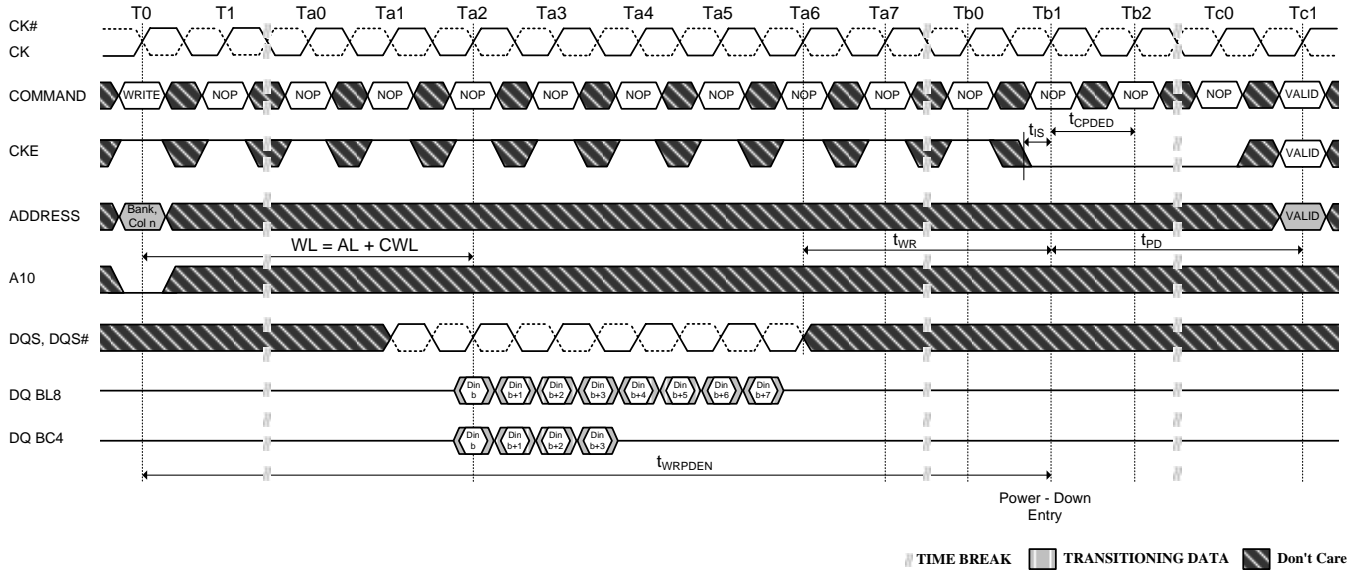 T0 T1 Ta0 Ta1 Ta2 Ta3 Ta4 Ta5 Ta6 Ta7 Tb0 Tb1 Tb2 Tc0 Tc1
CK#
CK
COMMAND WRITE NOP NOP NOP NOP NOP NOP NOP NOP NOP NOP NOP NOP NOP VALID
tIS tCPDED
CKE VALID
ADDRESS Bank, Col n VALID
WL = AL + CWL tWR tPD
A10
DQS, DQS#
DQ BL8 Din b Din b+1 Din b+2 Din b+3 Din b+4 Din b+5 Din b+6 Din b+7
DQ BC4 Din b Din b+1 Din b+2 Din b+3
tWRPDEN
Power - Down
Entry
TIME BREAK TRANSITIONING DATA Don't Care